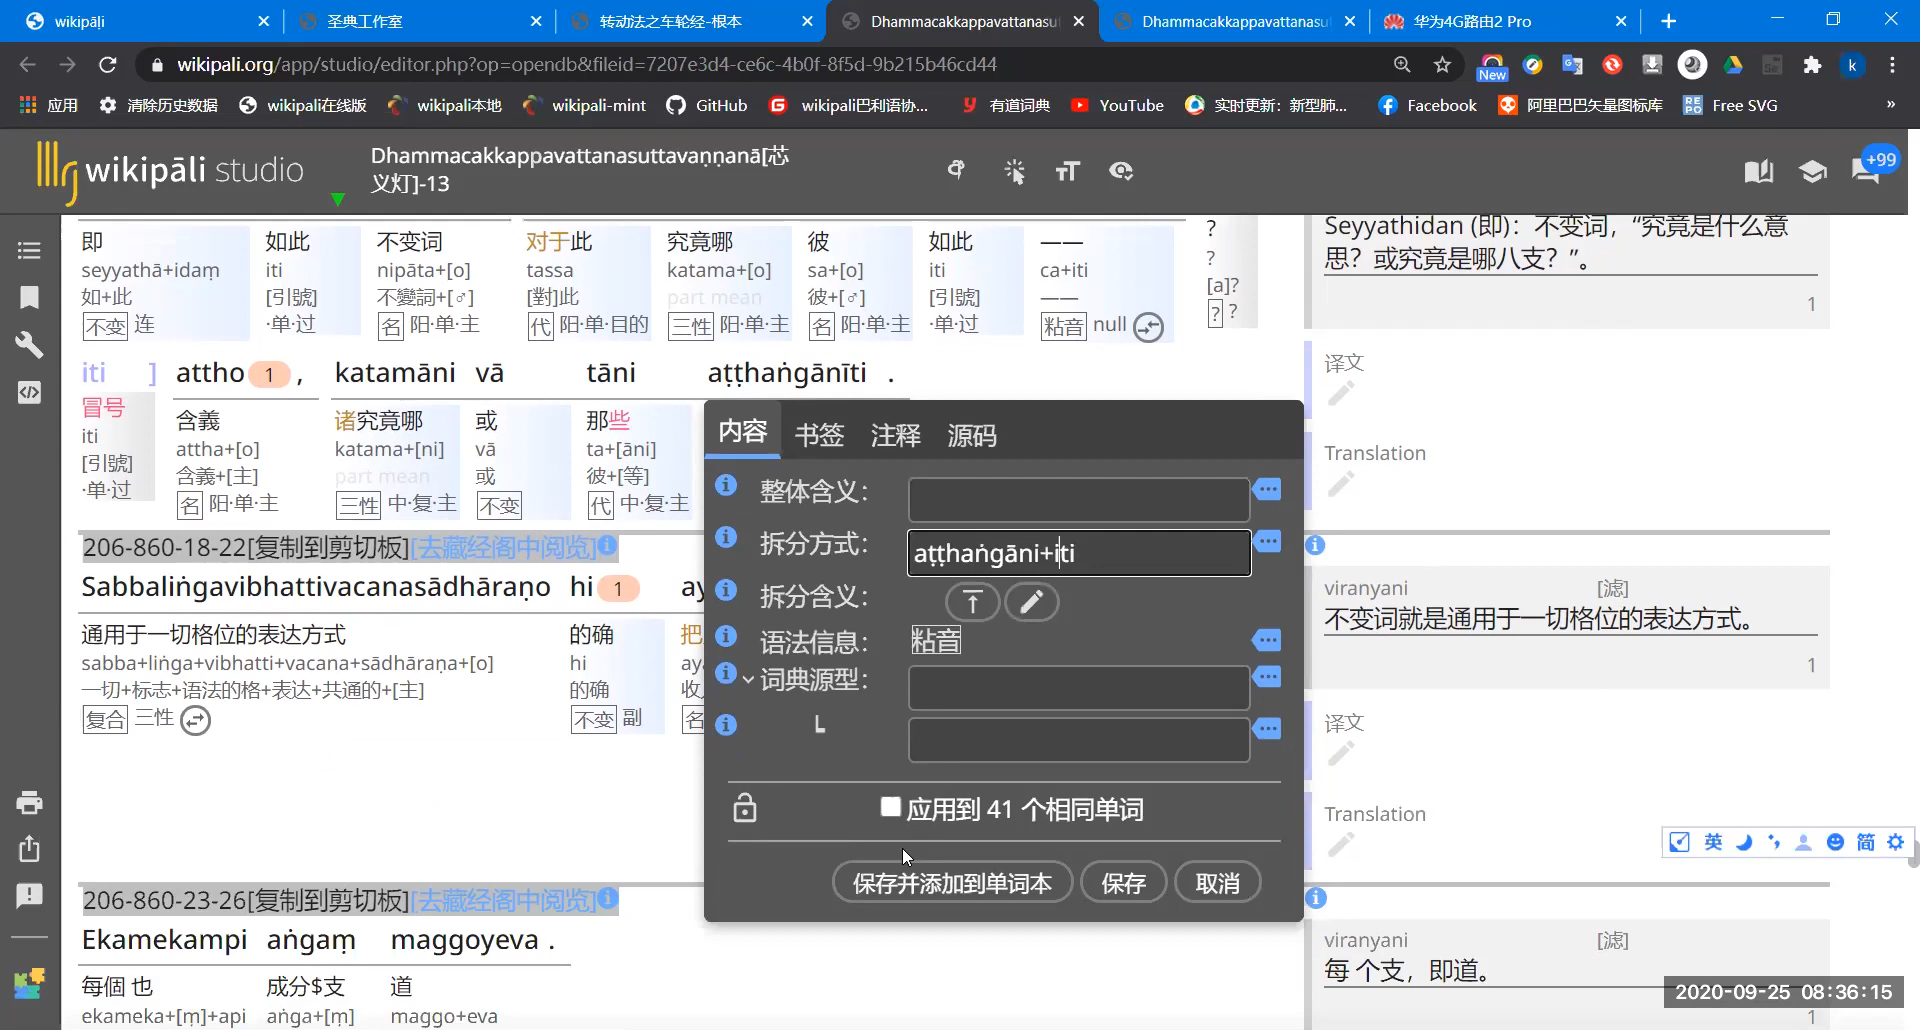 wikipāli
圣典工作室
转动法之车轮经-根本
Dhammacakkappavattanasu
Dhammacakkappavattanasu
华为4G路由2 Pro
wikipali.org/app/studio/editor.php?op=opendb&fileid=7207e3d4-ce6c-4b0f-8f5d-9b215b46cd44
New
k
应用
清除历史数据
wikipali在线版
wikipali本地
wikipali-mint
GitHub
wikipali巴利语协...
有道词典
YouTube
实时更新：新型肺...
Facebook
阿里巴巴矢量图标库
Free SVG
»
wikipāli studio
Dhammacakkappavattanasuttavaṇṇanā[芯
义灯]-13
+99
即 如此 不变词 对于此 究竟哪 彼 如此 —— ?
seyyathā+idaṃ iti nipāta+[o] tassa katama+[o] sa+[o] iti ca+iti ?
如+此 [引號] 不變詞+[♂] [對]此 part mean 彼+[♂] [引號] —— [a]?
不变 连 ·单·过 名 阳·单·主 代 阳·单·目的 三性 阳·单·主 名 阳·单·主 ·单·过 粘音 null ? ?
iti ] attho 1 , katamāni vā tāni aṭṭhaṅgānīti .
冒号 含義 诸究竟哪 或 那些
iti attha+[o] katama+[ni] vā ta+[āni]
[引號] 含義+[主] part mean 或 彼+[等]
·单·过 名 阳·单·主 三性 中·复·主 不变 代 中·复·主
206-860-18-22[复制到剪切板][去藏经阁中阅览]
Sabbaliṅgavibhattivacanasādhāraṇo hi 1 ay
通用于一切格位的表达方式 的确 把
sabba+liṅga+vibhatti+vacana+sādhāraṇa+[o] hi ay
一切+标志+语法的格+表达+共通的+[主] 的确 收
复合 三性 不变 副 名
206-860-23-26[复制到剪切板][去藏经阁中阅览]
Ekamekampi aṅgaṃ maggoyeva .
每個 也 成分$支 道
ekameka+[ṃ]+api aṅga+[ṃ] maggo+eva
内容 书签 注释 源码
整体含义：
拆分方式： aṭṭhaṅgāni+iti
拆分含义：
语法信息： 粘音
词典源型：
┗
应用到 41 个相同单词
保存并添加到单词本 保存 取消
Seyyathidan (即)：不变词，“究竟是什么意
思？或究竟是哪八支？”。
1
译文
Translation
viranyani [滤]
不变词就是通用于一切格位的表达方式。
1
译文
Translation
英 简
viranyani [滤]
每 个支，即道。
2020-09-25 08:36:15
1